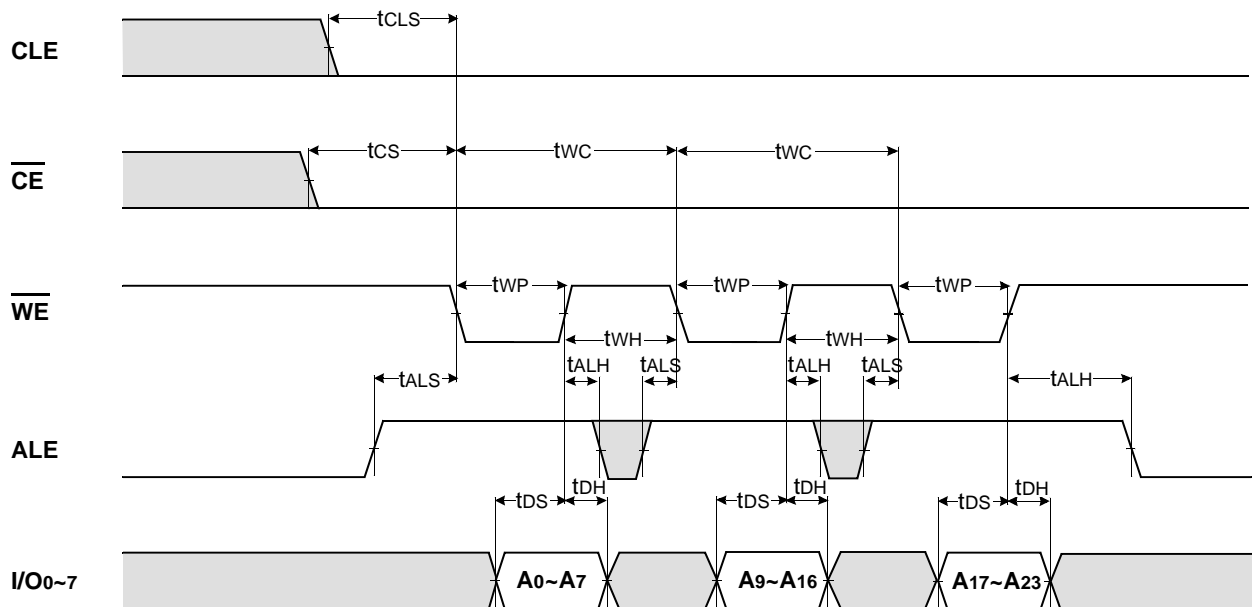 tCLS
CLE
tCS tWC tWC
CE
tWP tWP tWP
WE
tWH tWH
tALH tALS tALH tALS
tALS tALH
ALE
tDS tDH tDS tDH tDS tDH
I/O0~7 A0~A7 A9~A16 A17~A23